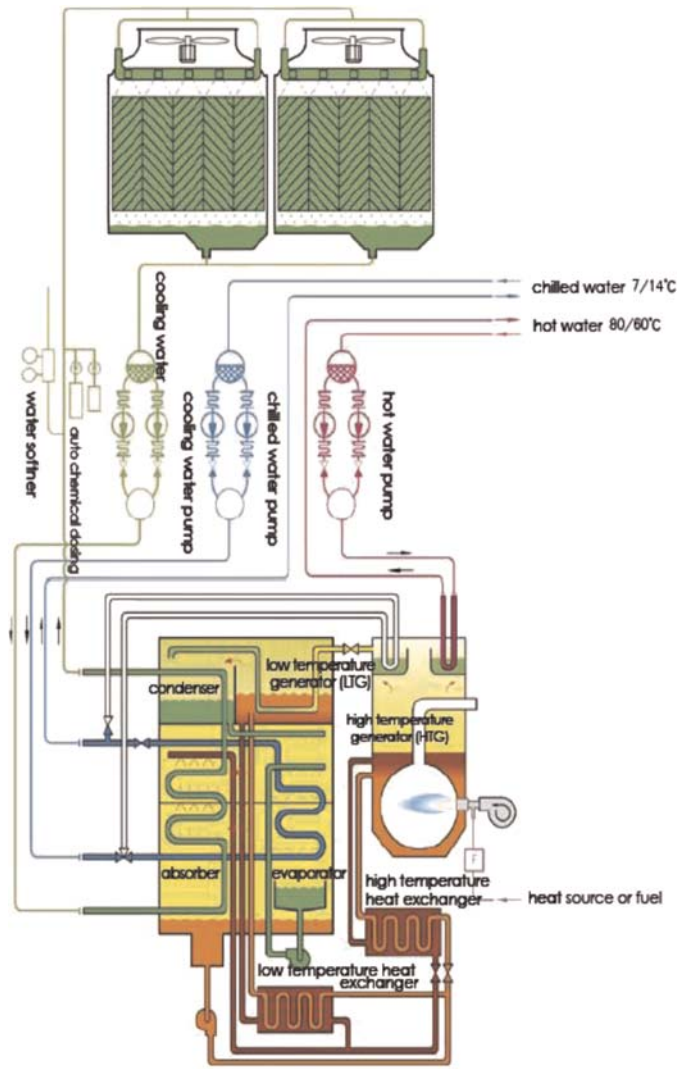 chilled water 7/14℃
hot water 80/60℃
cooling water
water softner
auto chemical dosing
cooling water pump
chilled water pump
hot water pump
condenser
low temperature
generator (LTG)
high temperature
generator (HTG)
absorber
evaporator
F
high temperature
heat exchanger
heat source or fuel
low temperature heat
exchanger